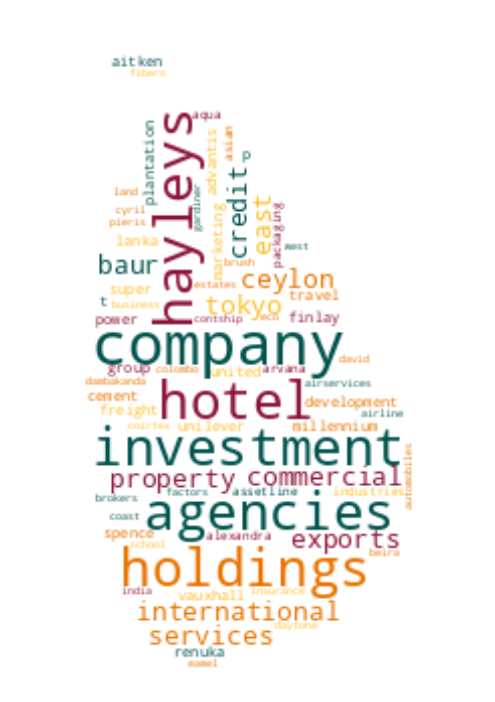 aitken
fibers
aqua
hayleys
plantation
advantis
asian
p
credit
gardiner
land
cyril
pieris
marketing
east
packaging
lanka
west
baur
brush
super
estates
ceylon
t
business
tokyo
travel
power
contship
eco
finlay
company
david
group
colombo
united
arvana
dambakanda
airservices
cement
hotel
development
freight
airline
coirtex
unilever
millennium
investment
automobiles
property
commercial
brokers
factors
assetline
industries
coast
agencies
spence
alexandra
exports
school
beira
holdings
india
vauxhall
insurance
international
daytona
services
renuka
eamel